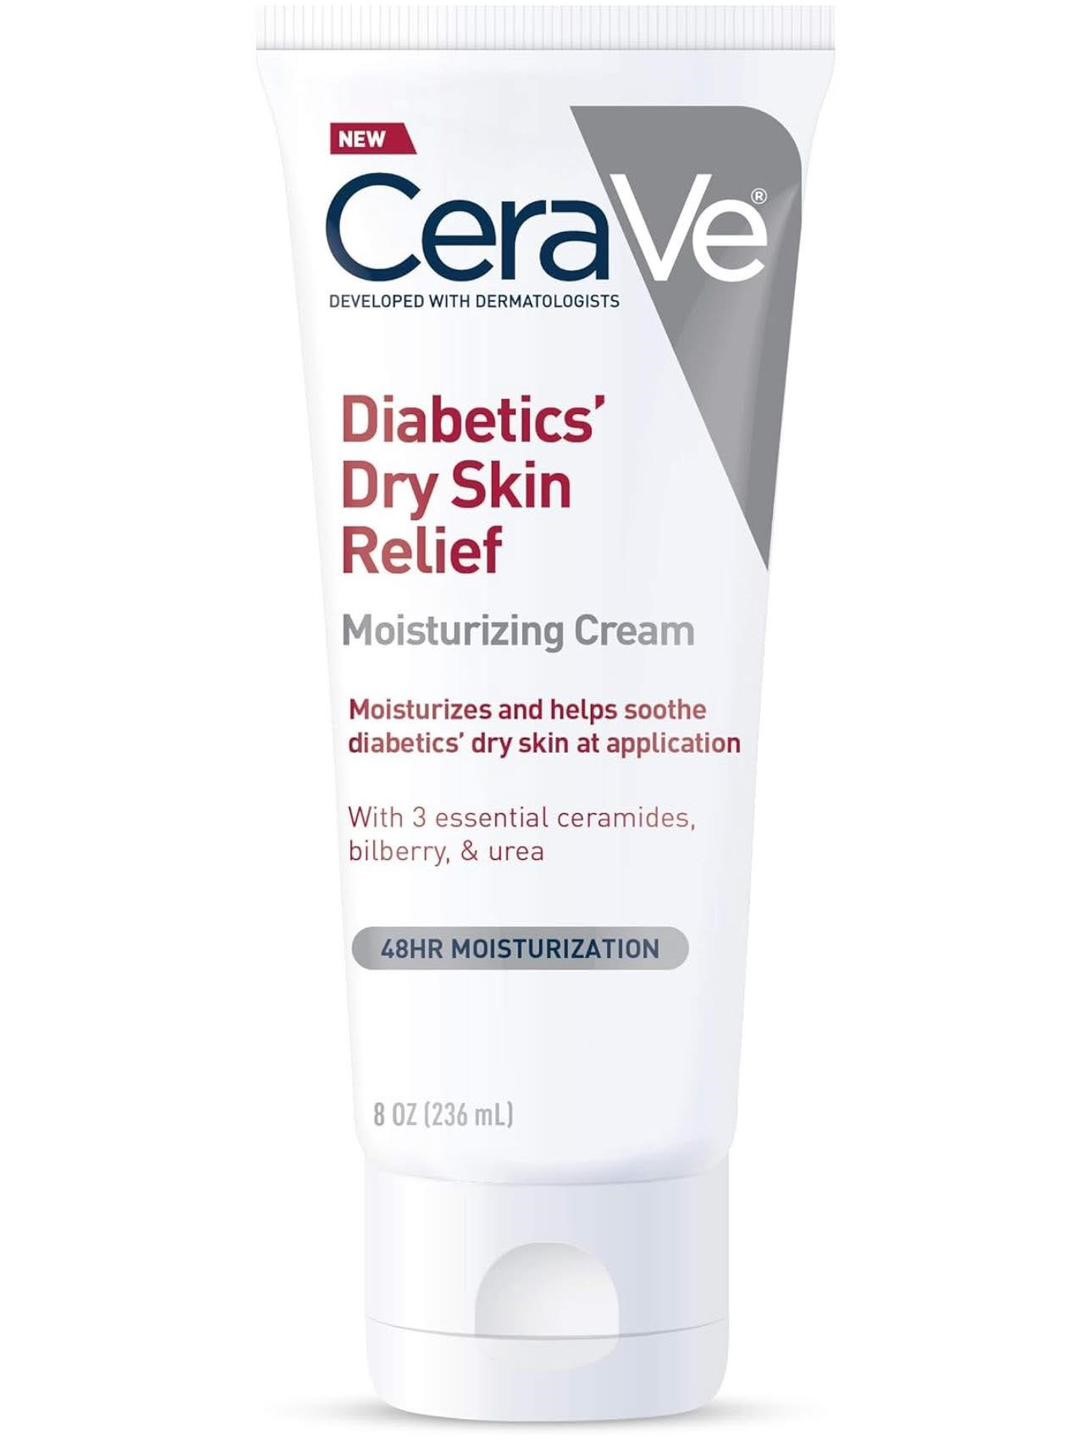 NEW
CeraVe®
DEVELOPED WITH DERMATOLOGISTS
Diabetics’
Dry Skin
Relief
Moisturizing Cream
Moisturizes and helps soothe
diabetics’ dry skin at application
With 3 essential ceramides,
bilberry, & urea
48HR MOISTURIZATION
8 OZ (236 mL)